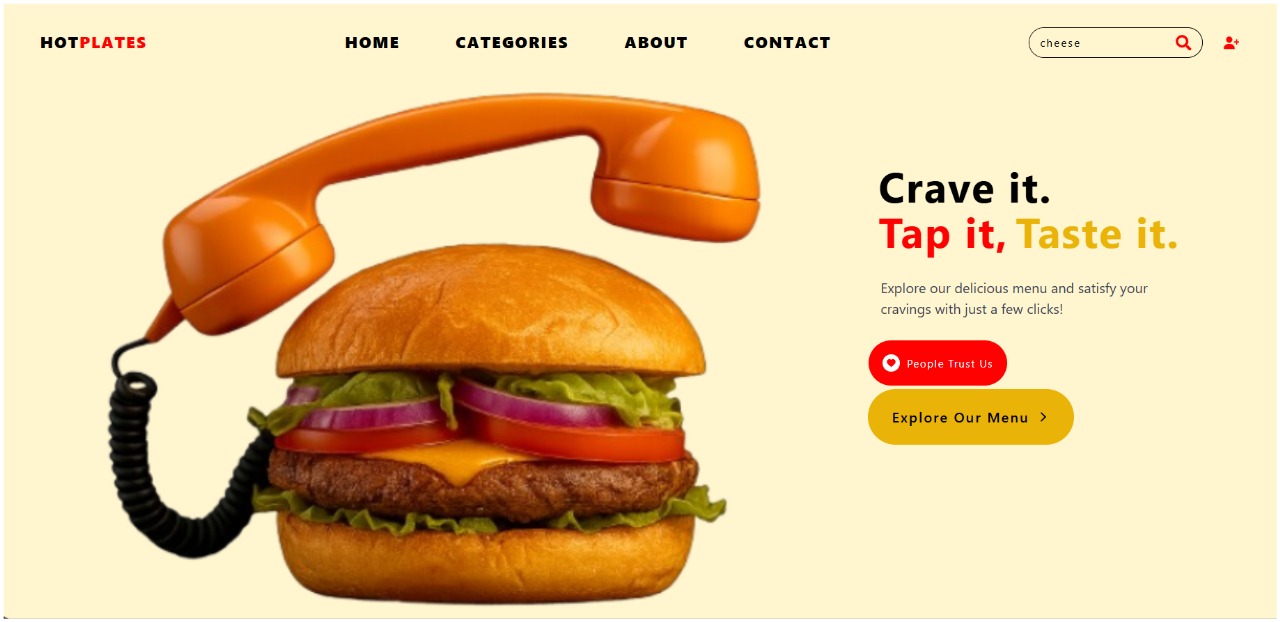 HOTPLATES
HOME
CATEGORIES
ABOUT
CONTACT
cheese
Crave it.
Tap it, Taste it.
Explore our delicious menu and satisfy your
cravings with just a few clicks!
People Trust Us
Explore Our Menu